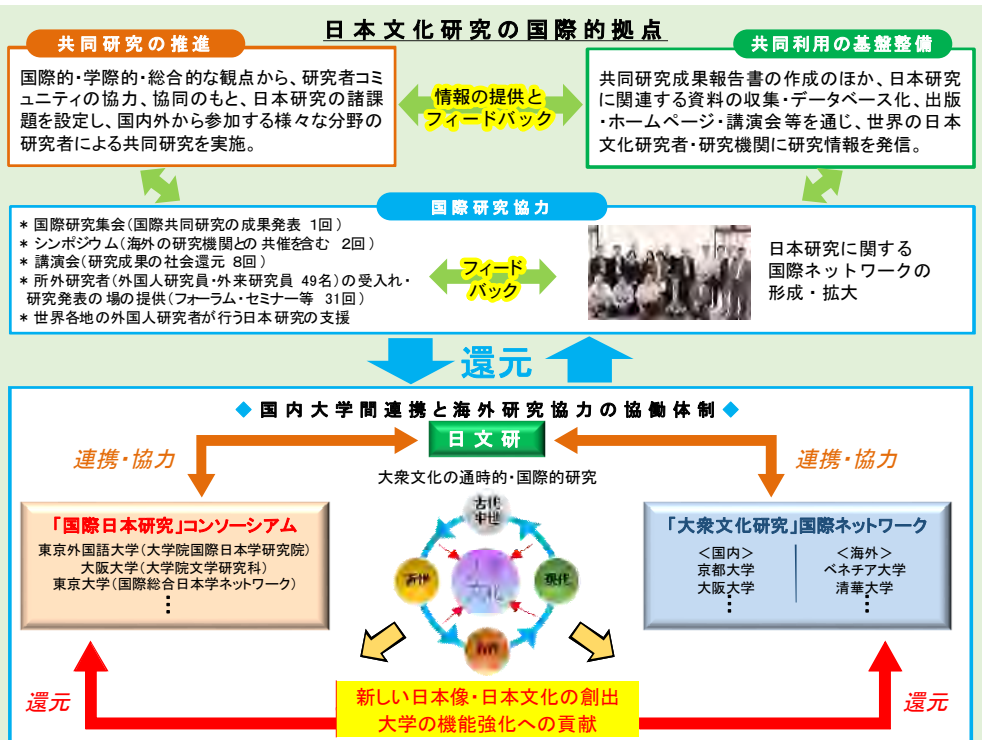 日本文化研究の国際的拠点
共同研究の推進
国際的・学際的・総合的な観点から、研究者コミ
ュニティの協力、協同のもと、日本研究の諸課
題を設定し、国内外から参加する様々な分野の
研究者による共同研究を実施。
情報の提供と
フィードバック
共同利用の基盤整備
共同研究成果報告書の作成のほか、日本研究
に関連する資料の収集・データベース化、出版
・ホームページ・講演会等を通じ、世界の日本
文化研究者・研究機関に研究情報を発信。
国際研究協力
* 国際研究集会(国際共同研究の成果発表 1回)
* シンポジウム(海外の研究機関との共催を含む 2回)
* 講演会(研究成果の社会還元 8回)
* 所外研究者(外国人研究員・外来研究員 49名)の受入れ・
研究発表の場の提供(フォーラム・セミナー等 31回)
* 世界各地の外国人研究者が行う日本研究の支援
フィード
バック
日本研究に関する
国際ネットワークの
形成・拡大
還元
◆国内大学間連携と海外研究協力の協働体制◆
日文研
連携・協力
連携・協力
大衆文化の通時的・国際的研究
「国際日本研究」コンソーシアム
東京外国語大学(大学院国際日本学研究院)
大阪大学(大学院文学研究科)
東京大学(国際総合日本学ネットワーク)
⋮
古代
中世
近世
文化
現代
「大衆文化研究」国際ネットワーク
<国内>
京都大学
大阪大学
⋮
<海外>
ベネチア大学
清華大学
⋮
還元
新しい日本像・日本文化の創出
大学の機能強化への貢献
還元